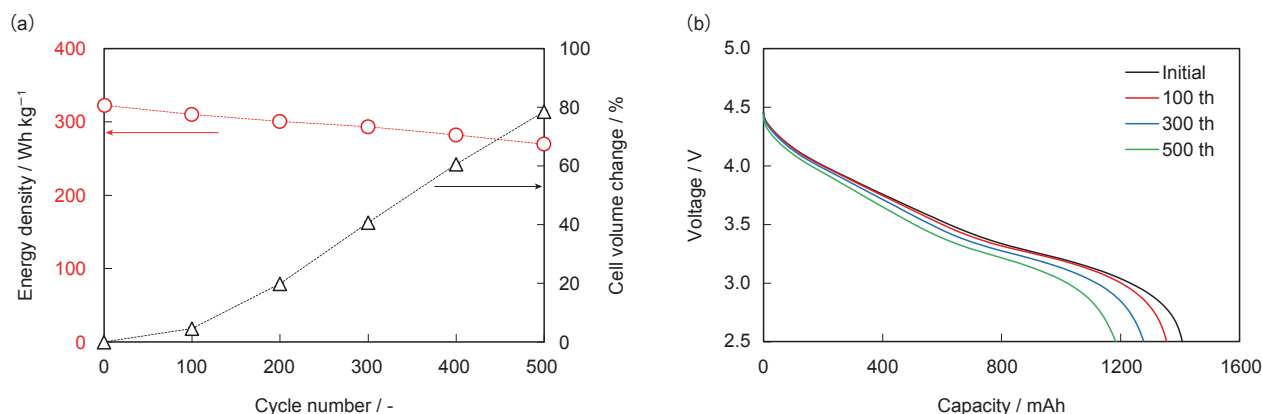 (a)
400
300
200
100
0
Energy density / Wh kg⁻¹
100
80
60
40
20
0
Cell volume change / %
0 100 200 300 400 500
Cycle number / -
(b)
5.0
4.5
4.0
3.5
3.0
2.5
Voltage / V
Initial
100 th
300 th
500 th
0 400 800 1200 1600
Capacity / mAh